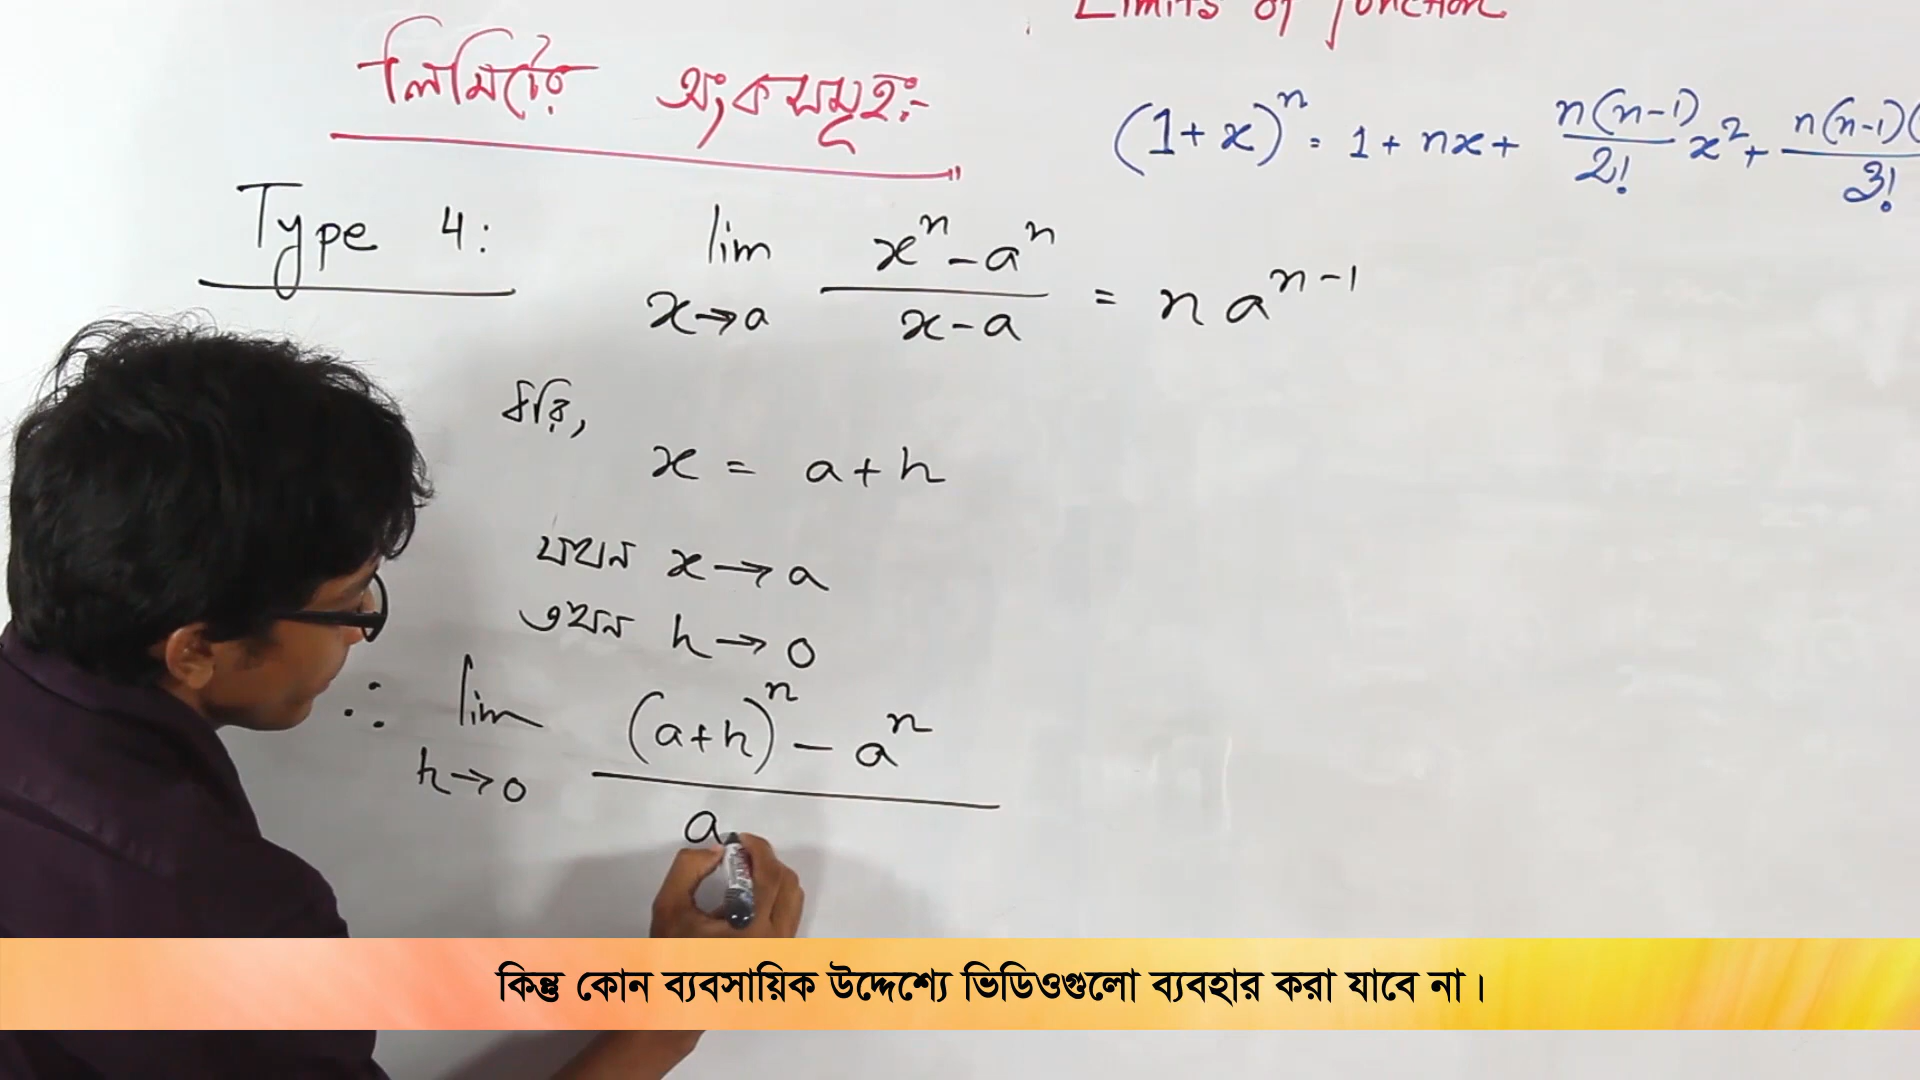 Limits of function
লিমিটের অংকসমূহঃ-
(1+x)^n = 1 + nx + n(n-1)/2! x^2 + n(n-1)(/3!
Type 4: lim x→a (x^n - a^n)/(x-a) = n a^(n-1)
ধরি,
x = a+h
যখন x → a
তখন h → 0
∴ lim h→0 ((a+h)^n - a^n)/a
কিন্তু কোন ব্যবসায়িক উদ্দেশ্যে ভিডিওগুলো ব্যবহার করা যাবে না।